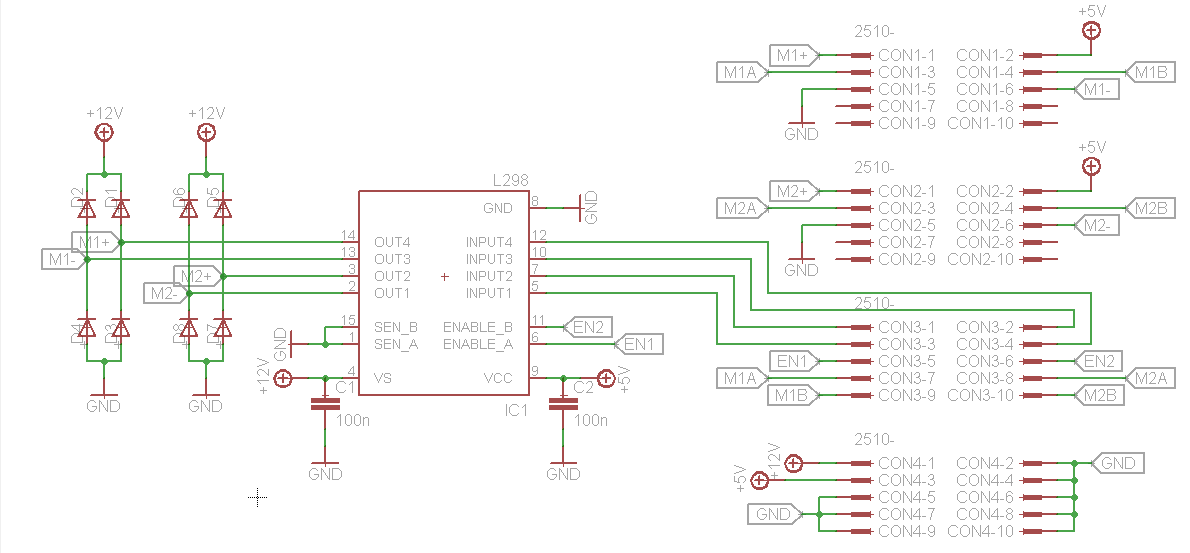 +5V
2510-
M1+ CON1-1 CON1-2
M1A CON1-3 CON1-4 M1B
CON1-5 CON1-6 M1-
CON1-7 CON1-8
GND CON1-9 CON1-10
+12V +12V
+5V
2510-
L298
M2+ CON2-1 CON2-2
D2 D1 D6 D5
M2A CON2-3 CON2-4 M2B
8 GND GND
CON2-5 CON2-6 M2-
CON2-7 CON2-8
GND CON2-9 CON2-10
M1+ 14 OUT4 INPUT4 12
M1- 13 OUT3 INPUT3 10
M2+ 3 OUT2 INPUT2 7
M2- 2 OUT1 INPUT1 5
2510-
D4 D3 D8 D7
15 SEN_B ENABLE_B 11 EN2
CON3-1 CON3-2
GND 1 SEN_A ENABLE_A 6 EN1
CON3-3 CON3-4
EN1 CON3-5 CON3-6 EN2
+12V 4 VS VCC 9 +5V
M1A CON3-7 CON3-8 M2A
C1 C2
M1B CON3-9 CON3-10 M2B
GND GND
IC1
100n 100n
2510-
GND GND
+12V CON4-1 CON4-2 GND
+5V CON4-3 CON4-4
CON4-5 CON4-6
GND CON4-7 CON4-8
CON4-9 CON4-10